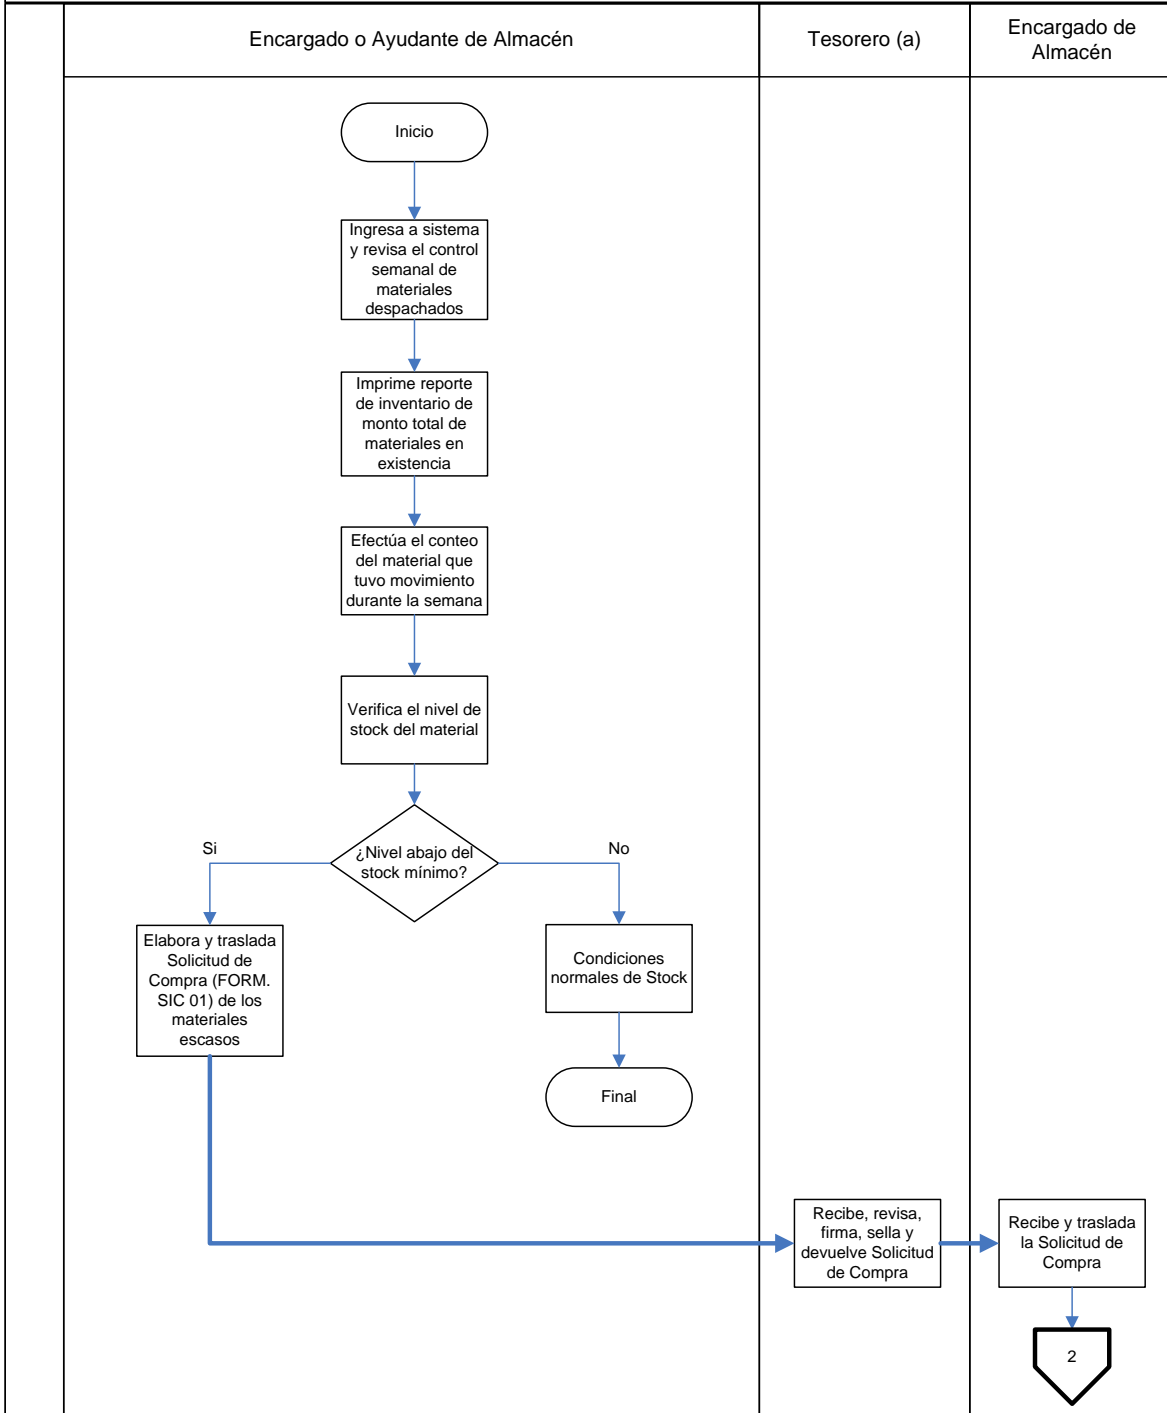 Encargado o Ayudante de Almacén
Tesorero (a)
Encargado de
Almacén
Inicio
Ingresa a sistema
y revisa el control
semanal de
materiales
despachados
Imprime reporte
de inventario de
monto total de
materiales en
existencia
Efectúa el conteo
del material que
tuvo movimiento
durante la semana
Verifica el nivel de
stock del material
¿Nivel abajo del
stock mínimo?
Si
No
Elabora y traslada
Solicitud de
Compra (FORM.
SIC 01) de los
materiales
escasos
Condiciones
normales de Stock
Final
Recibe, revisa,
firma, sella y
devuelve Solicitud
de Compra
Recibe y traslada
la Solicitud de
Compra
2